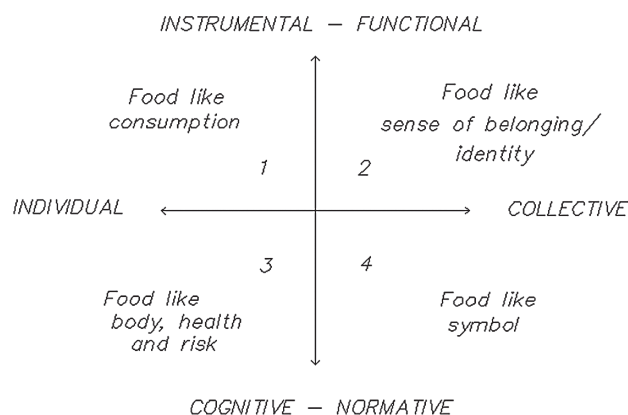 INSTRUMENTAL – FUNCTIONAL
Food like
consumption
Food like
sense of belonging/
identity
1
2
INDIVIDUAL
COLLECTIVE
3
4
Food like
body, health
and risk
Food like
symbol
COGNITIVE – NORMATIVE